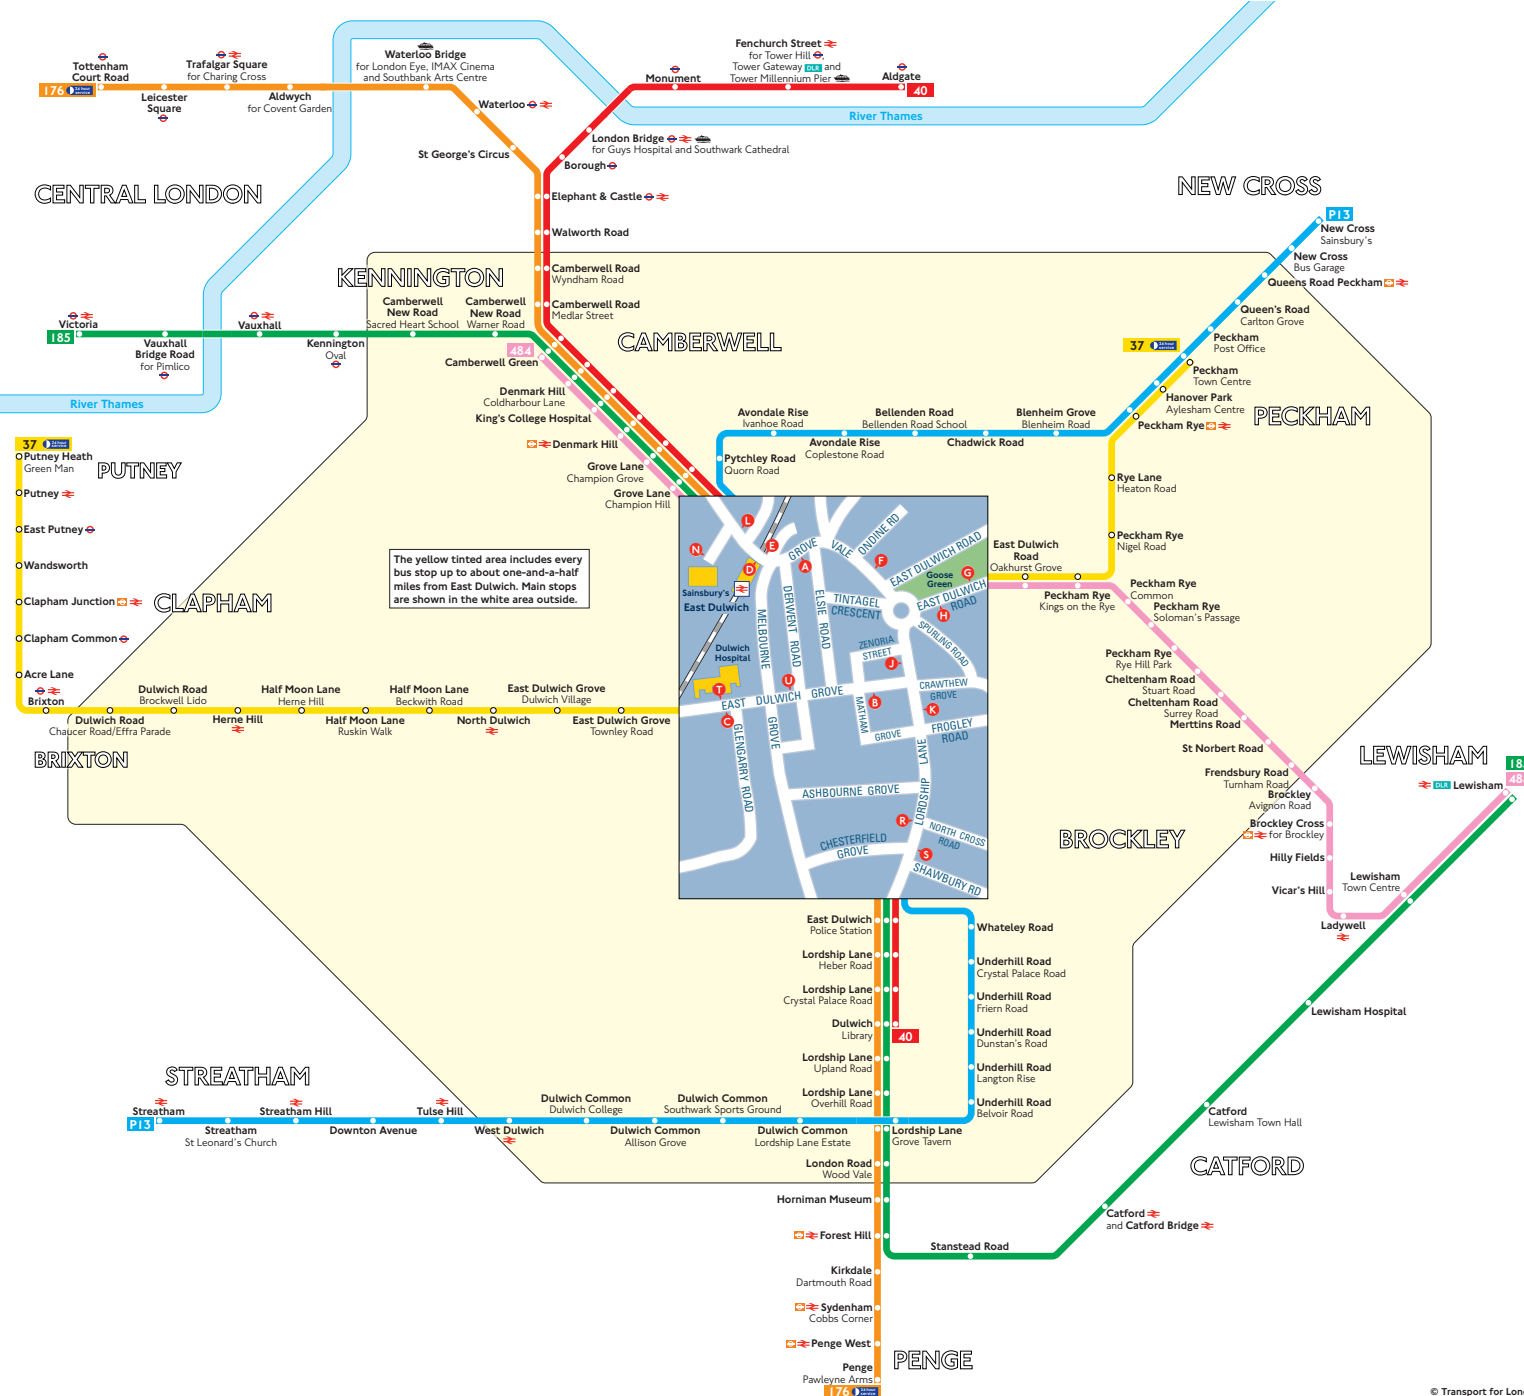 Tottenham
Court Road
176
24 hour
service
Leicester
Square
Trafalgar Square
for Charing Cross
Aldwych
for Covent Garden
Waterloo Bridge
for London Eye, IMAX Cinema
and Southbank Arts Centre
Waterloo
St George's Circus
Fenchurch Street
for Tower Hill
Tower Gateway DLR and
Tower Millennium Pier
Monument
Aldgate
40
River Thames
London Bridge
for Guys Hospital and Southwark Cathedral
Borough
Elephant & Castle
Walworth Road
Camberwell Road
Wyndham Road
Camberwell Road
Medlar Street
CENTRAL LONDON
KENNINGTON
CAMBERWELL
NEW CROSS
P13
New Cross
Sainsbury's
New Cross
Bus Garage
Queens Road Peckham
Queen's Road
Carlton Grove
Peckham
Post Office
37
24 hour
service
Peckham
Town Centre
Hanover Park
Aylesham Centre
Peckham Rye
PECKHAM
Victoria
185
Vauxhall
Bridge Road
for Pimlico
Vauxhall
Kennington
Oval
Camberwell
New Road
Sacred Heart School
Camberwell
New Road
Warner Road
484
Camberwell Green
Denmark Hill
Coldharbour Lane
King's College Hospital
Denmark Hill
Grove Lane
Champion Grove
Grove Lane
Champion Hill
River Thames
Avondale Rise
Ivanhoe Road
Avondale Rise
Coplestone Road
Bellenden Road
Bellenden Road School
Chadwick Road
Blenheim Grove
Blenheim Road
Pytchley Road
Quorn Road
Rye Lane
Heaton Road
Peckham Rye
Nigel Road
East Dulwich
Road
Oakhurst Grove
Peckham Rye
Kings on the Rye
Peckham Rye
Common
Peckham Rye
Soloman's Passage
Peckham Rye
Rye Hill Park
Cheltenham Road
Stuart Road
Cheltenham Road
Surrey Road
Merttins Road
St Norbert Road
Frendsbury Road
Turnham Road
Brockley
Avignon Road
Brockley Cross
for Brockley
Hilly Fields
Vicar's Hill
Ladywell
Lewisham
Town Centre
LEWISHAM
DLR Lewisham
BROCKLEY
37
24 hour
service
Putney Heath
Green Man
PUTNEY
Putney
East Putney
Wandsworth
Clapham Junction
CLAPHAM
Clapham Common
Acre Lane
Brixton
BRIXTON
Dulwich Road
Chaucer Road/Effra Parade
Dulwich Road
Brockwell Lido
Herne Hill
Half Moon Lane
Herne Hill
Half Moon Lane
Ruskin Walk
Half Moon Lane
Beckwith Road
North Dulwich
East Dulwich Grove
Dulwich Village
East Dulwich Grove
Townley Road
The yellow tinted area includes every
bus stop up to about one-and-a-half
miles from East Dulwich. Main stops
are shown in the white area outside.
L
N
E
D
A
F
G
H
J
B
K
U
T
C
R
S
Sainsbury's
East Dulwich
Dulwich
Hospital
GROVE
VALE
ONDINE RD
EAST DULWICH ROAD
Goose
Green
EAST DULWICH
ROAD
TINTAGEL
CRESCENT
SPURLING ROAD
ZENORIA
STREET
MELBOURNE
GROVE
DERWENT ROAD
ELSIE ROAD
EAST DULWICH GROVE
CRAWTHEW
GROVE
MATHAM
GROVE
FROGLEY
ROAD
GLENGARRY ROAD
LORDSHIP
LANE
ASHBOURNE GROVE
CHESTERFIELD
GROVE
NORTH CROSS
ROAD
SHAWBURY RD
East Dulwich
Police Station
Lordship Lane
Heber Road
Lordship Lane
Crystal Palace Road
Dulwich
Library
40
Lordship Lane
Upland Road
Lordship Lane
Overhill Road
Whateley Road
Underhill Road
Crystal Palace Road
Underhill Road
Friern Road
Underhill Road
Dunstan's Road
Underhill Road
Langton Rise
Underhill Road
Belvoir Road
Lordship Lane
Grove Tavern
STREATHAM
Streatham
P13
Streatham
St Leonard's Church
Streatham Hill
Downton Avenue
Tulse Hill
West Dulwich
Dulwich Common
Dulwich College
Dulwich Common
Allison Grove
Dulwich Common
Southwark Sports Ground
Dulwich Common
Lordship Lane Estate
London Road
Wood Vale
Horniman Museum
Forest Hill
Kirkdale
Dartmouth Road
Sydenham
Cobbs Corner
Penge West
Penge
Pawleyne Arms
176
24 hour
service
PENGE
Stanstead Road
Catford
and Catford Bridge
CATFORD
Catford
Lewisham Town Hall
Lewisham Hospital
© Transport for Lon